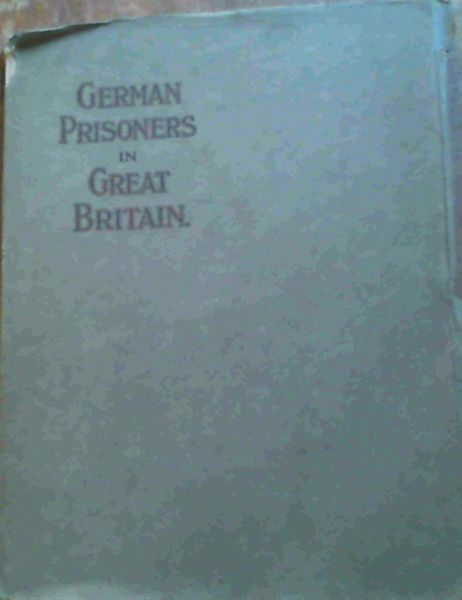 GERMAN
PRISONERS
IN
GREAT
BRITAIN.